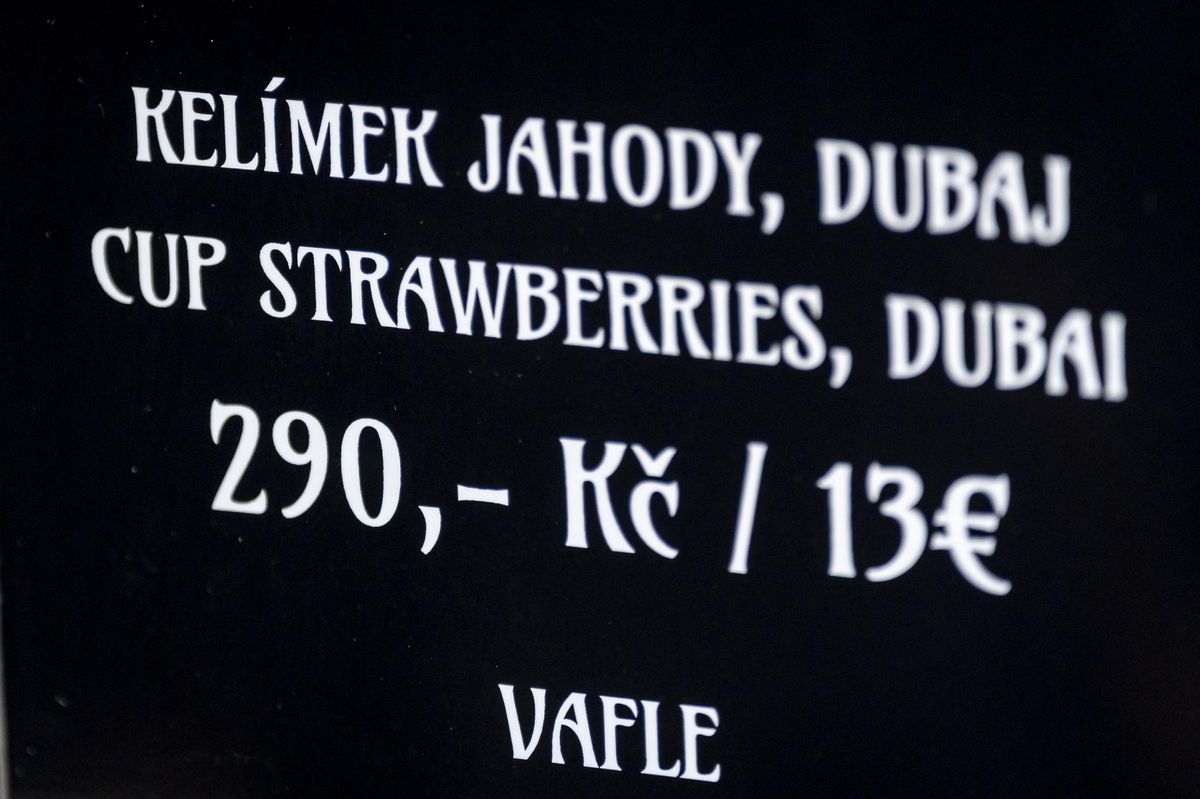 KELÍMEK JAHODY, DUBAJ
CUP STRAWBERRIES, DUBAI
290,– Kč / 13€
VAFLE